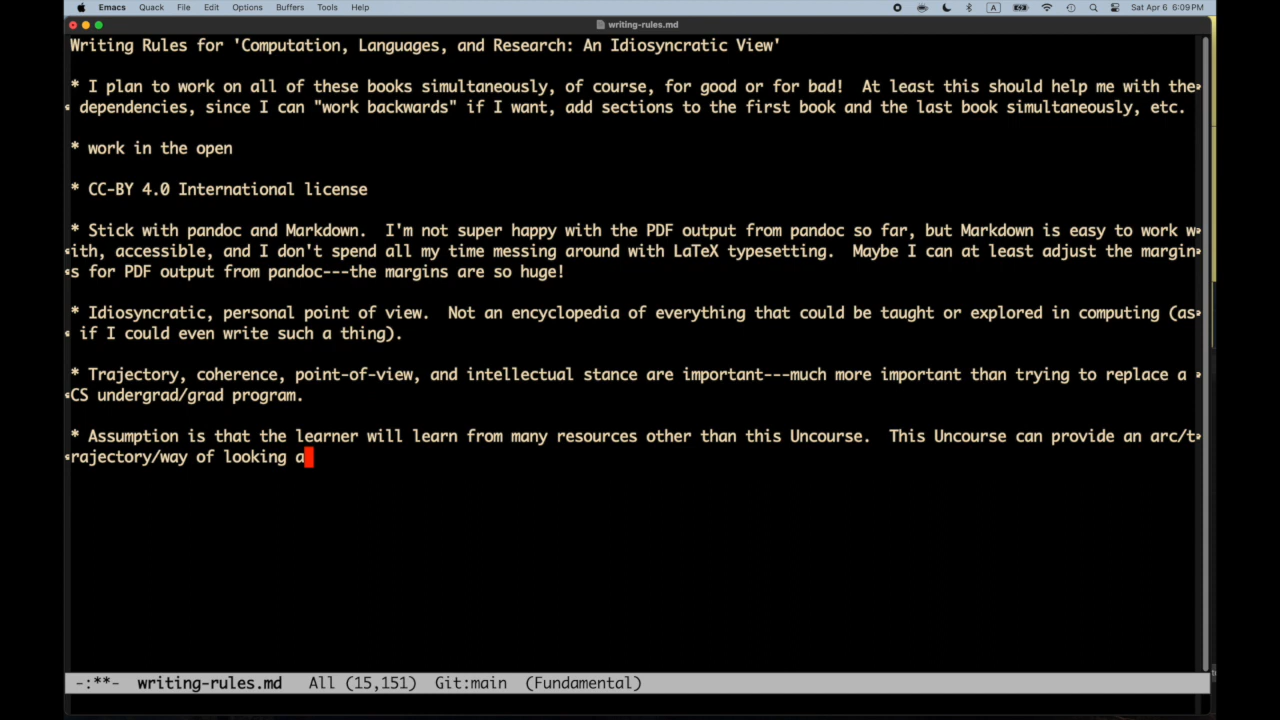 Emacs Quack File Edit Options Buffers Tools Help A Sat Apr 6 6:09 PM
writing-rules.md
Writing Rules for 'Computation, Languages, and Research: An Idiosyncratic View'
* I plan to work on all of these books simultaneously, of course, for good or for bad!  At least this should help me with the
dependencies, since I can "work backwards" if I want, add sections to the first book and the last book simultaneously, etc.
* work in the open
* CC-BY 4.0 International license
* Stick with pandoc and Markdown.  I'm not super happy with the PDF output from pandoc so far, but Markdown is easy to work w
ith, accessible, and I don't spend all my time messing around with LaTeX typesetting.  Maybe I can at least adjust the margin
s for PDF output from pandoc---the margins are so huge!
* Idiosyncratic, personal point of view.  Not an encyclopedia of everything that could be taught or explored in computing (as
if I could even write such a thing).
* Trajectory, coherence, point-of-view, and intellectual stance are important---much more important than trying to replace a
CS undergrad/grad program.
* Assumption is that the learner will learn from many resources other than this Uncourse.  This Uncourse can provide an arc/t
rajectory/way of looking a
-:**-  writing-rules.md   All (15,151)  Git:main  (Fundamental)